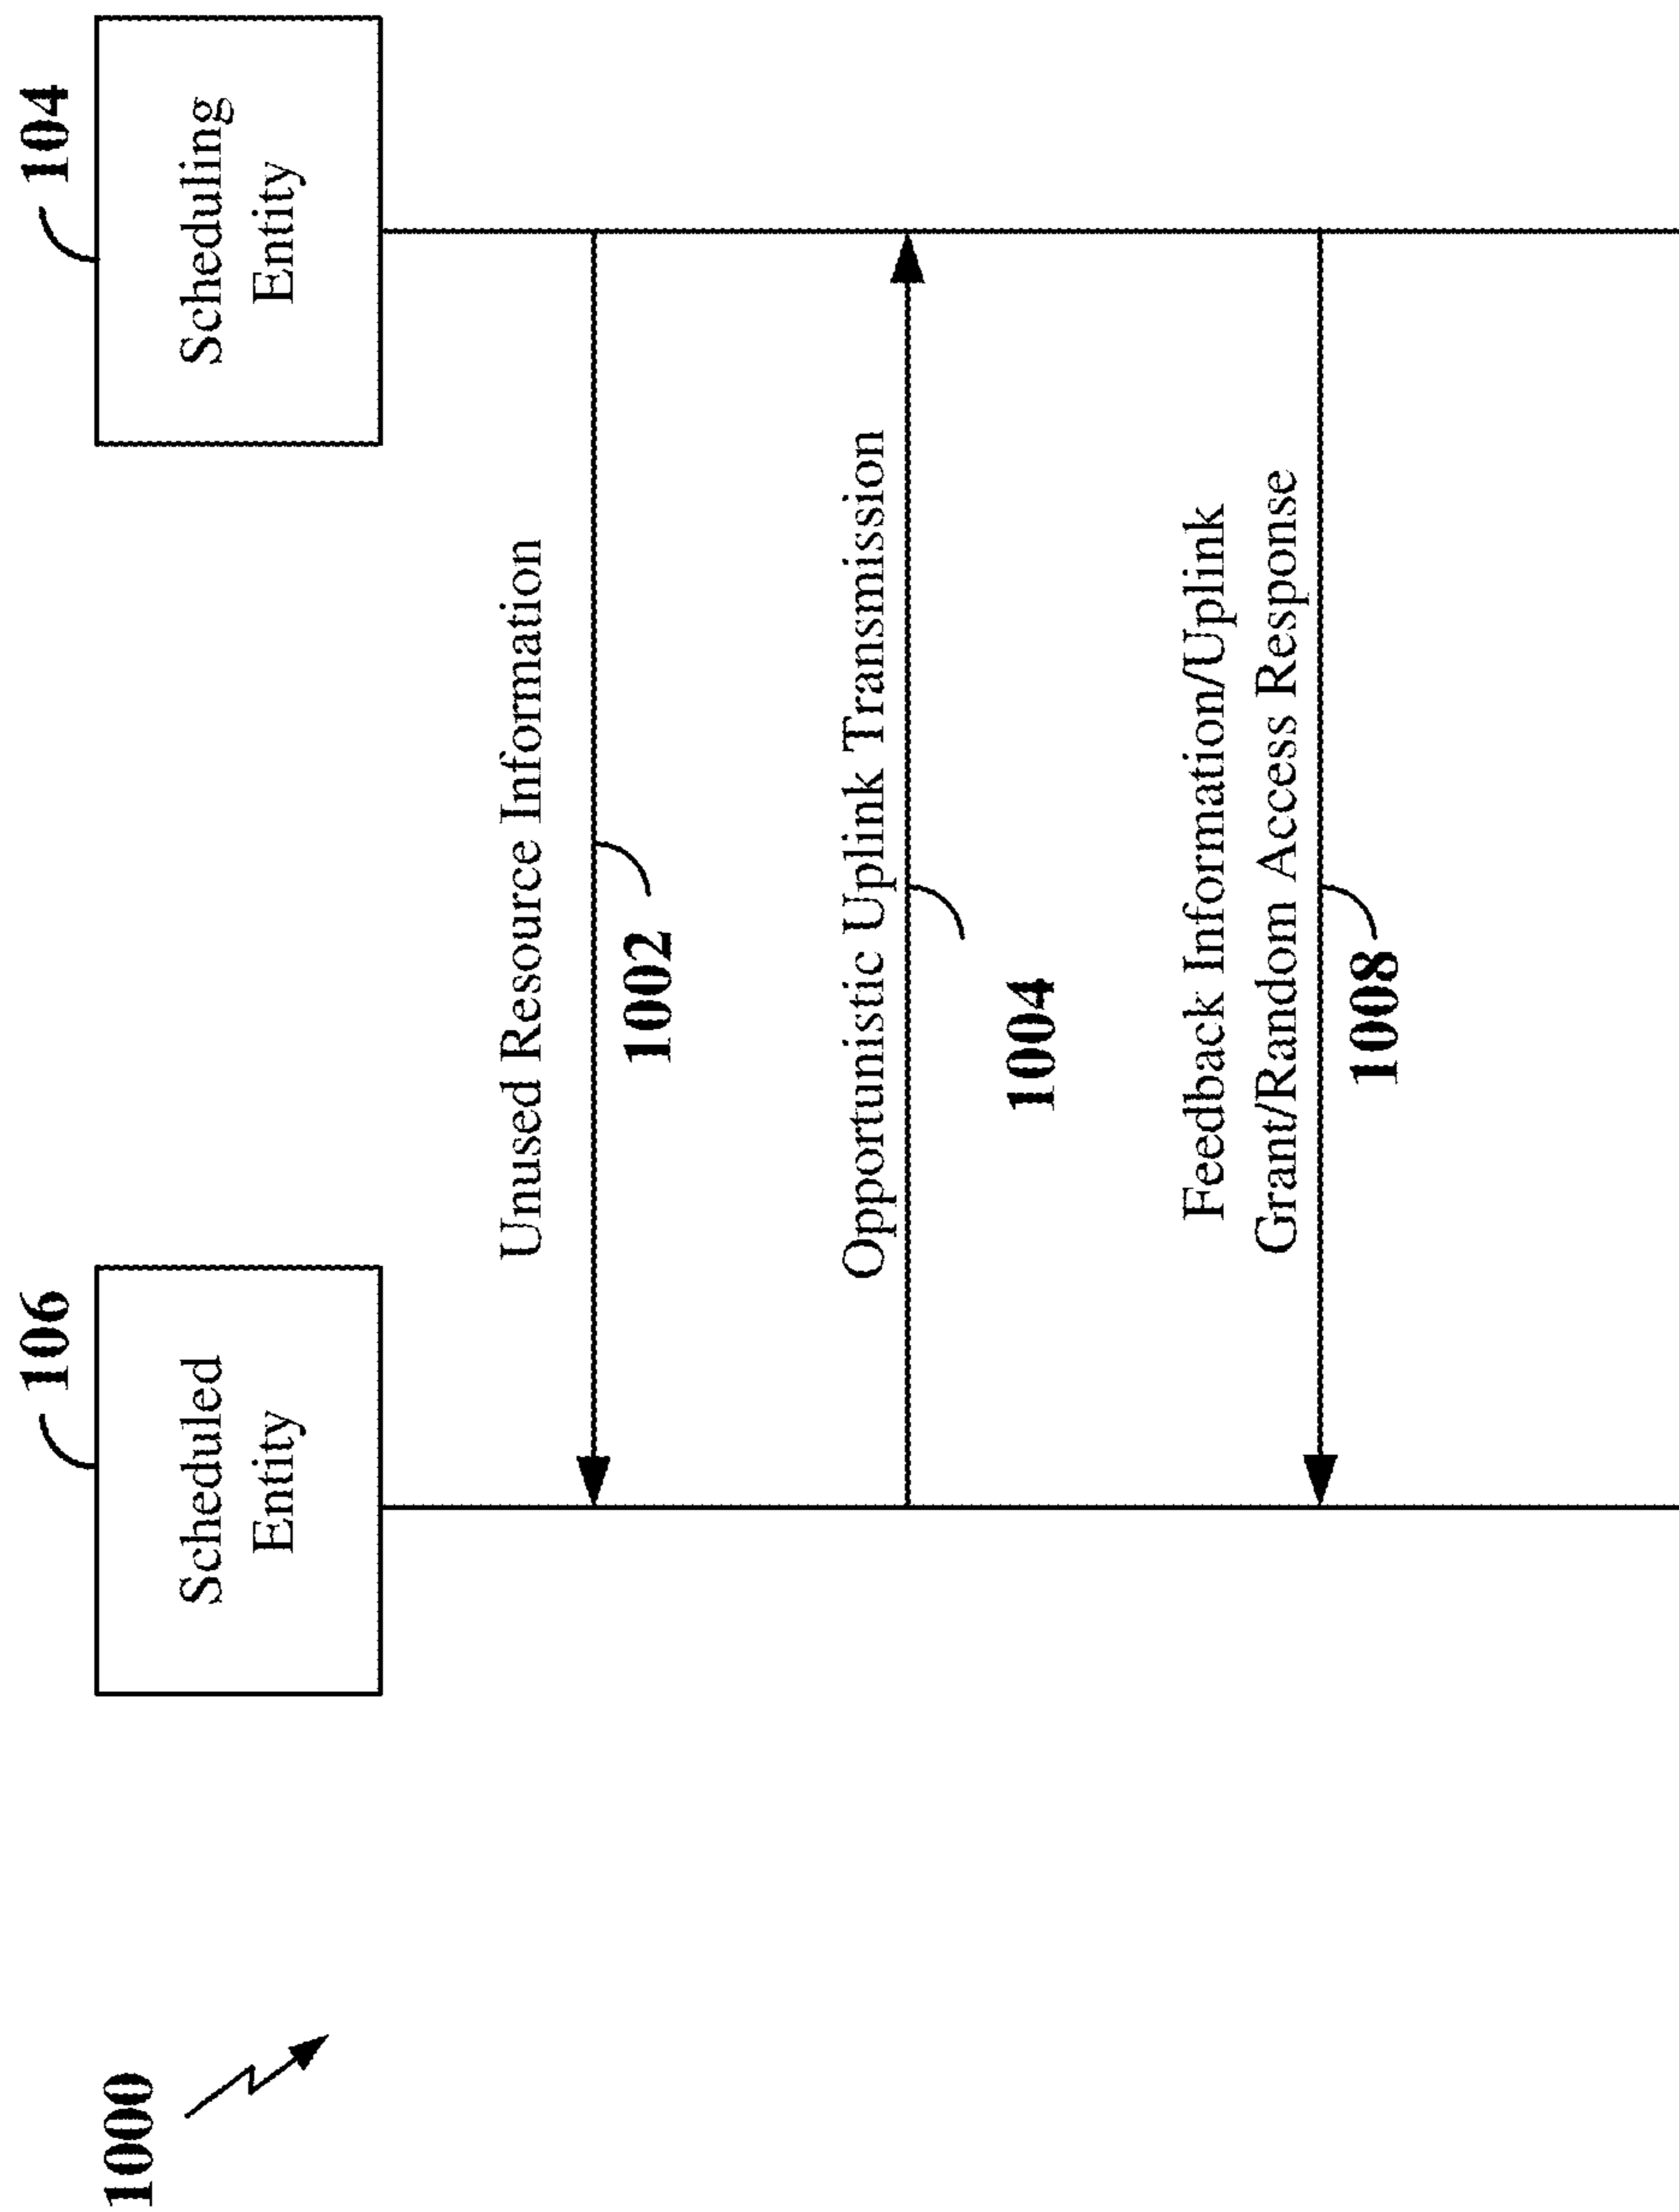 1000
106
Scheduled
Entity
104
Scheduling
Entity
Unused Resource Information
1002
Opportunistic Uplink Transmission
1004
Feedback Information/Uplink
Grant/Random Access Response
1008